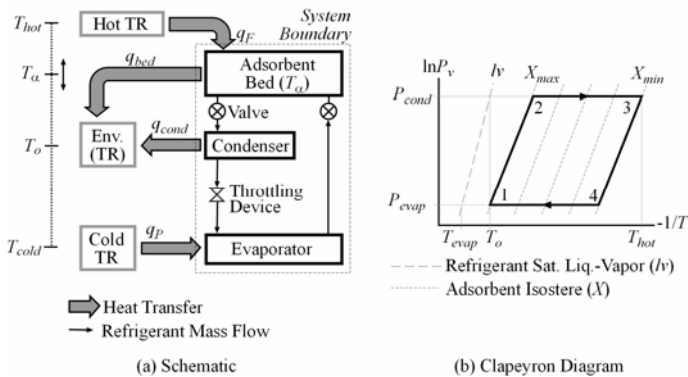 T_hot
Hot TR
q_F
System
Boundary
q_bed
Adsorbent
Bed (T_α)
T_α
Valve
Env.
(TR)
q_cond
T_o
Condenser
Throttling
Device
q_P
Cold
TR
T_cold
Evaporator
Heat Transfer
Refrigerant Mass Flow
(a) Schematic
lnP_v
lv
X_max
X_min
P_cond
2
3
1
4
P_evap
-1/T
T_evap
T_o
T_hot
Refrigerant Sat. Liq.-Vapor (lv)
Adsorbent Isostere (X)
(b) Clapeyron Diagram